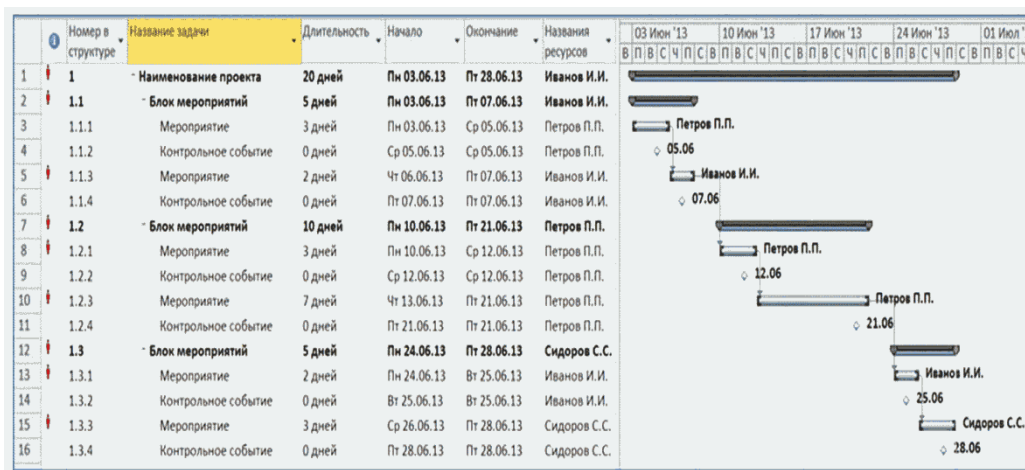 Номер в структуре Название задачи Длительность Начало Окончание Названия ресурсов 03 Июн '13 10 Июн '13 17 Июн '13 24 Июн '13 01 Июл '
В П В С Ч П С В П В С Ч П С В П В С Ч П С В П В С Ч П С В П В С Ч
1 1 Наименование проекта 20 дней Пн 03.06.13 Пт 28.06.13 Иванов И.И.
2 1.1 Блок мероприятий 5 дней Пн 03.06.13 Пт 07.06.13 Иванов И.И.
3 1.1.1 Мероприятие 3 дней Пн 03.06.13 Ср 05.06.13 Петров П.П. Петров П.П.
4 1.1.2 Контрольное событие 0 дней Ср 05.06.13 Ср 05.06.13 Петров П.П. 05.06
5 1.1.3 Мероприятие 2 дней Чт 06.06.13 Пт 07.06.13 Иванов И.И. Иванов И.И.
6 1.1.4 Контрольное событие 0 дней Пт 07.06.13 Пт 07.06.13 Иванов И.И. 07.06
7 1.2 Блок мероприятий 10 дней Пн 10.06.13 Пт 21.06.13 Петров П.П.
8 1.2.1 Мероприятие 3 дней Пн 10.06.13 Ср 12.06.13 Петров П.П. Петров П.П.
9 1.2.2 Контрольное событие 0 дней Ср 12.06.13 Ср 12.06.13 Петров П.П. 12.06
10 1.2.3 Мероприятие 7 дней Чт 13.06.13 Пт 21.06.13 Петров П.П. Петров П.П.
11 1.2.4 Контрольное событие 0 дней Пт 21.06.13 Пт 21.06.13 Петров П.П. 21.06
12 1.3 Блок мероприятий 5 дней Пн 24.06.13 Пт 28.06.13 Сидоров С.С.
13 1.3.1 Мероприятие 2 дней Пн 24.06.13 Вт 25.06.13 Иванов И.И. Иванов И.И.
14 1.3.2 Контрольное событие 0 дней Вт 25.06.13 Вт 25.06.13 Иванов И.И. 25.06
15 1.3.3 Мероприятие 3 дней Ср 26.06.13 Пт 28.06.13 Сидоров С.С. Сидоров С.С.
16 1.3.4 Контрольное событие 0 дней Пт 28.06.13 Пт 28.06.13 Сидоров С.С. 28.06